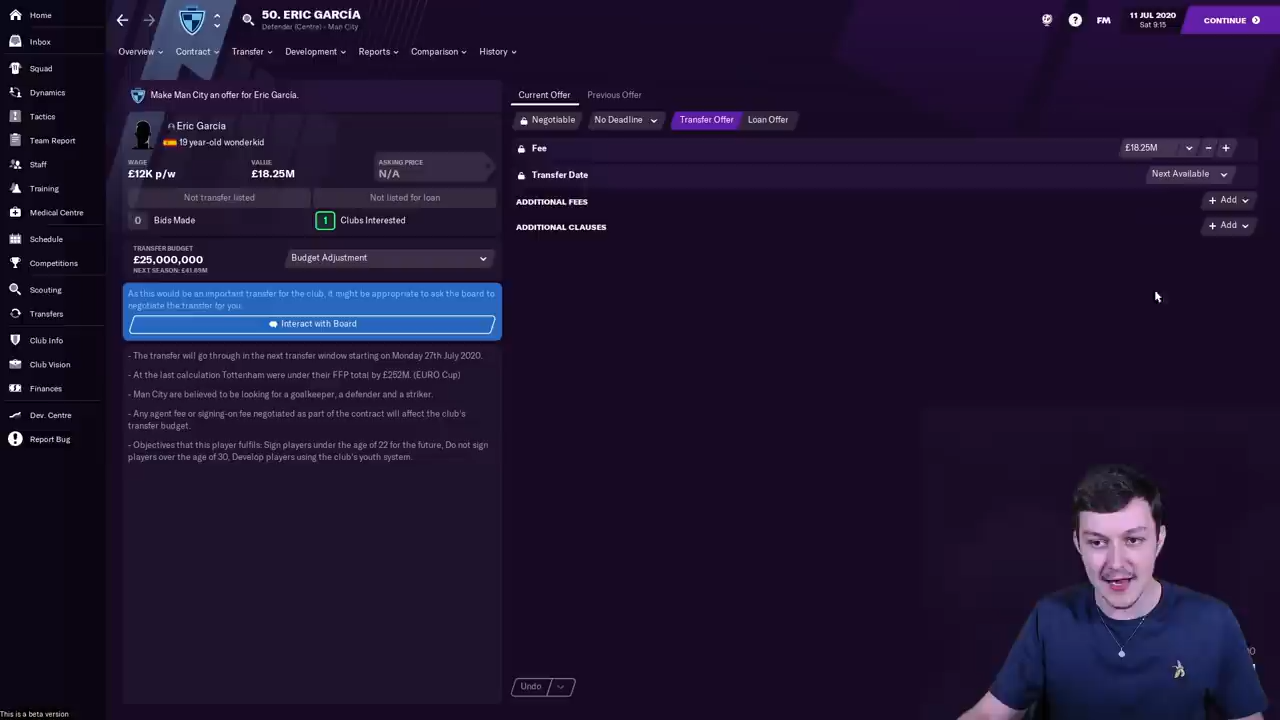 Home
Inbox
Squad
Dynamics
Tactics
Team Report
Staff
Training
Medical Centre
Schedule
Competitions
Scouting
Transfers
Club Info
Club Vision
Finances
Dev. Centre
Report Bug
This is a beta version
50. ERIC GARCÍA
Defender (Centre) - Man City
FM
11 JUL 2020
Sat 9:15
CONTINUE
Overview
Contract
Transfer
Development
Reports
Comparison
History
Make Man City an offer for Eric García.
Eric García
19 year-old wonderkid
WAGE
£12K p/w
VALUE
£18.25M
ASKING PRICE
N/A
Not transfer listed
Not listed for loan
0 Bids Made
1 Clubs Interested
TRANSFER BUDGET
£25,000,000
NEXT SEASON: £41.69M
Budget Adjustment
As this would be an important transfer for the club, it might be appropriate to ask the board to
negotiate the transfer for you.
Interact with Board
- The transfer will go through in the next transfer window starting on Monday 27th July 2020.
- At the last calculation Tottenham were under their FFP total by £252M. (EURO Cup)
- Man City are believed to be looking for a goalkeeper, a defender and a striker.
- Any agent fee or signing-on fee negotiated as part of the contract will affect the club's
transfer budget.
- Objectives that this player fulfils: Sign players under the age of 22 for the future, Do not sign
players over the age of 30, Develop players using the club's youth system.
Current Offer
Previous Offer
Negotiable
No Deadline
Transfer Offer
Loan Offer
Fee
£18.25M
Transfer Date
Next Available
ADDITIONAL FEES
+ Add
ADDITIONAL CLAUSES
+ Add
Undo